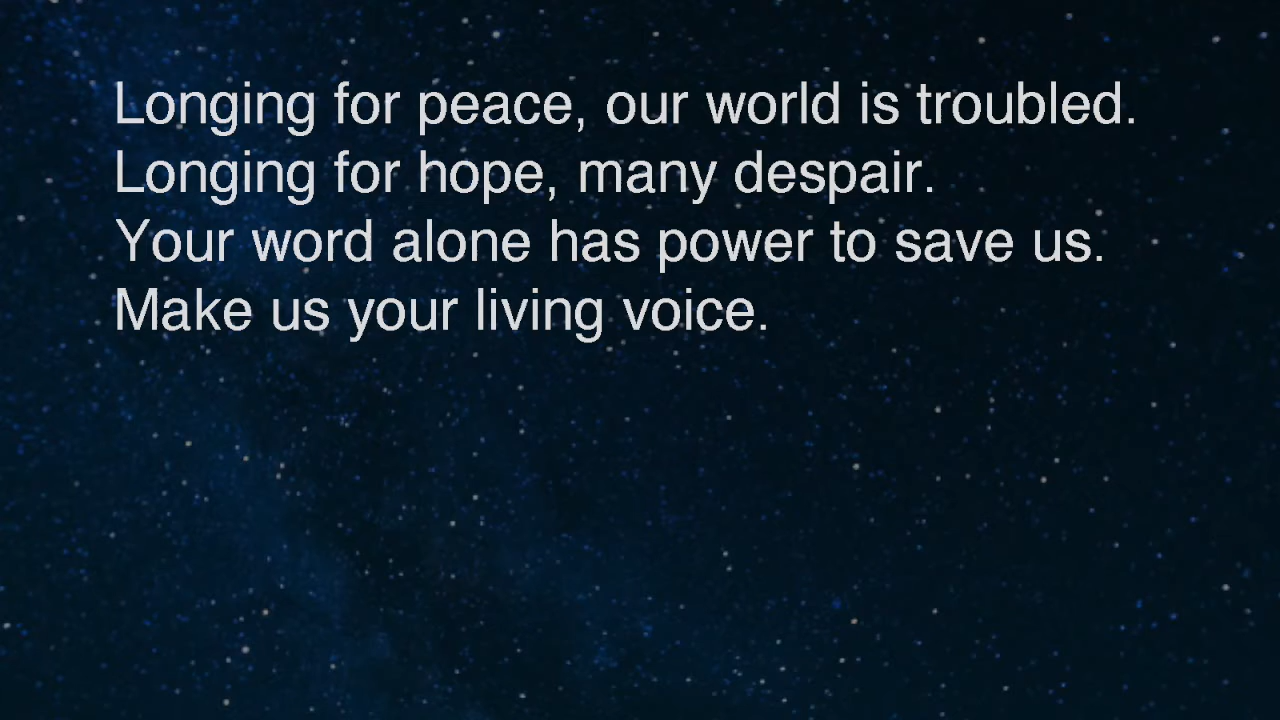 Longing for peace, our world is troubled.
Longing for hope, many despair.
Your word alone has power to save us.
Make us your living voice.